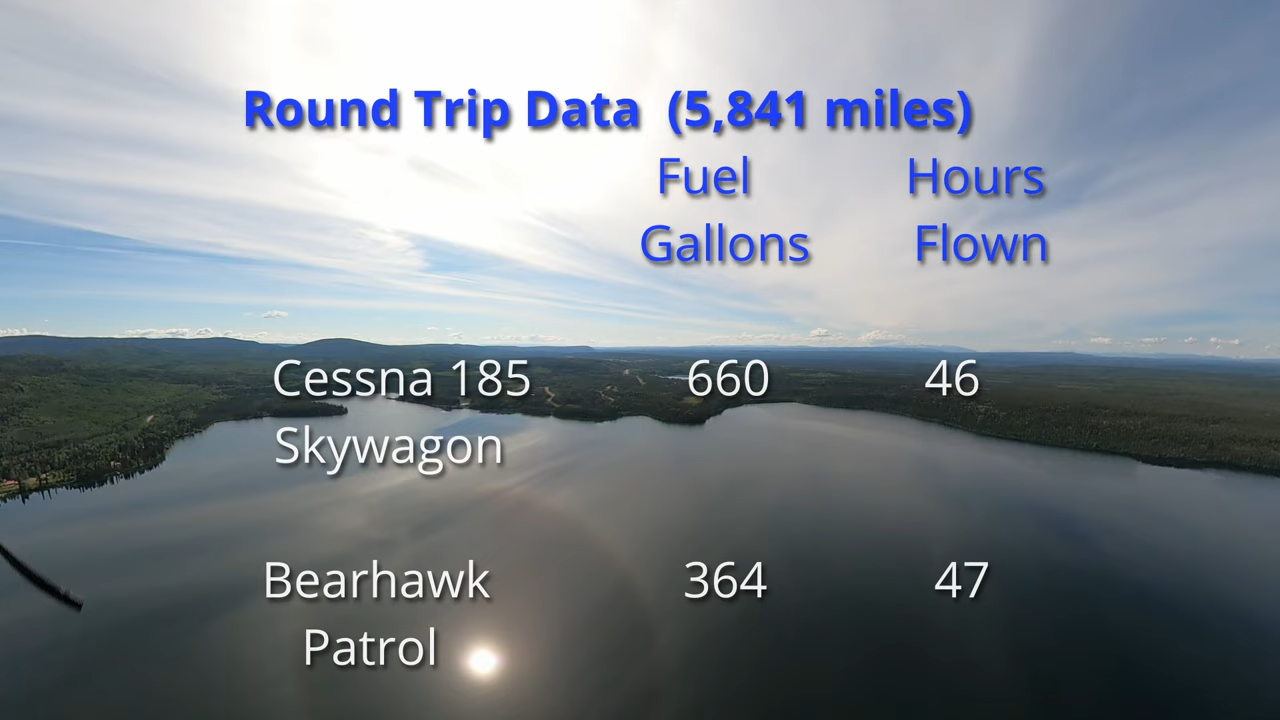 Round Trip Data (5,841 miles)
Fuel Hours
Gallons Flown
Cessna 185 660 46
Skywagon
Bearhawk 364 47
Patrol